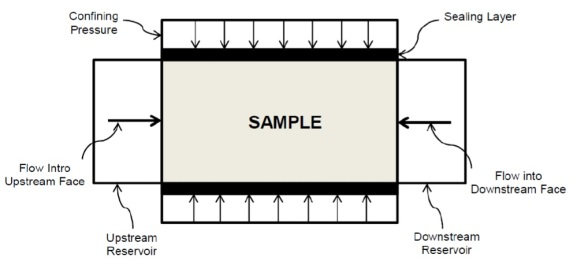 Confining
Pressure
Sealing Layer
SAMPLE
Flow Intro
Upstream Face
Flow into
Downstream Face
Upstream
Reservoir
Downstream
Reservoir